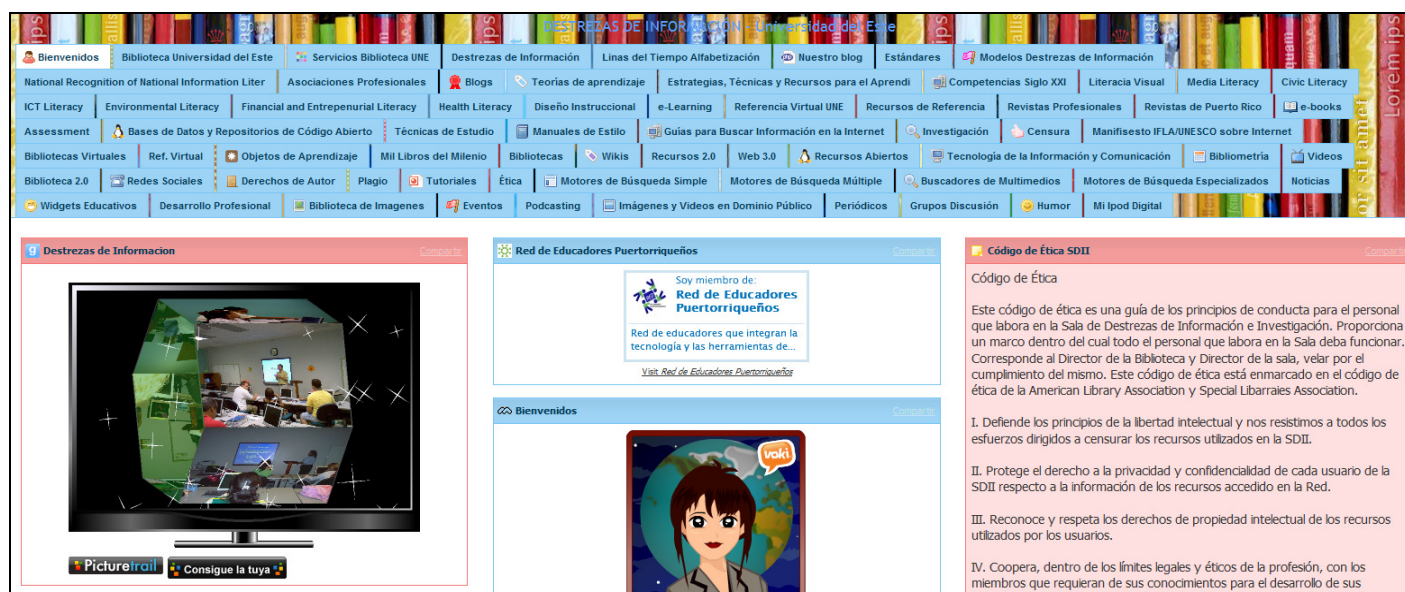 DESTREZAS DE INFORMACIÓN - Universidad del Este
Bienvenidos Biblioteca Universidad del Este Servicios Biblioteca UNE Destrezas de Información Linas del Tiempo Alfabetización Nuestro blog Estándares Modelos Destrezas de Información
National Recognition of National Information Liter Asociaciones Profesionales Blogs Teorías de aprendizaje Estrategias, Técnicas y Recursos para el Aprendi Competencias Siglo XXI Literacia Visual Media Literacy Civic Literacy
ICT Literacy Environmental Literacy Financial and Entrepenurial Literacy Health Literacy Diseño Instruccional e-Learning Referencia Virtual UNE Recursos de Referencia Revistas Profesionales Revistas de Puerto Rico e-books
Assessment Bases de Datos y Repositorios de Código Abierto Técnicas de Estudio Manuales de Estilo Guías para Buscar Información en la Internet Investigación Censura Manifisesto IFLA/UNESCO sobre Internet
Bibliotecas Virtuales Ref. Virtual Objetos de Aprendizaje Mil Libros del Milenio Bibliotecas Wikis Recursos 2.0 Web 3.0 Recursos Abiertos Tecnología de la Información y Comunicación Bibliometría Videos
Biblioteca 2.0 Redes Sociales Derechos de Autor Plagio Tutoriales Ética Motores de Búsqueda Simple Motores de Búsqueda Múltiple Buscadores de Multimedios Motores de Búsqueda Especializados Noticias
Widgets Educativos Desarrollo Profesional Biblioteca de Imagenes Eventos Podcasting Imágenes y Videos en Dominio Público Periódicos Grupos Discusión Humor Mi Ipod Digital
Lorem ips
or sit amet
Destrezas de Informacion Compartir
Picturetrail Consigue la tuya
Red de Educadores Puertorriqueños Compartir
Soy miembro de:
Red de Educadores
Puertorriqueños
Red de educadores que integran la
tecnología y las herramientas de...
Visit Red de Educadores Puertorriqueños
Bienvenidos Compartir
voki
Código de Ética SDII Compartir
Código de Ética
Este código de ética es una guía de los principios de conducta para el personal
que labora en la Sala de Destrezas de Información e Investigación. Proporciona
un marco dentro del cual todo el personal que labora en la Sala deba funcionar.
Corresponde al Director de la Biblioteca y Director de la sala, velar por el
cumplimiento del mismo. Este código de ética está enmarcado en el código de
ética de la American Library Association y Special Libarraies Association.
I. Defiende los principios de la libertad intelectual y nos resistimos a todos los
esfuerzos dirigidos a censurar los recursos utilizados en la SDII.
II. Protege el derecho a la privacidad y confidencialidad de cada usuario de la
SDII respecto a la información de los recursos accedido en la Red.
III. Reconoce y respeta los derechos de propiedad intelectual de los recursos
utilizados por los usuarios.
IV. Coopera, dentro de los límites legales y éticos de la profesión, con los
miembros que requieran de sus conocimientos para el desarrollo de sus